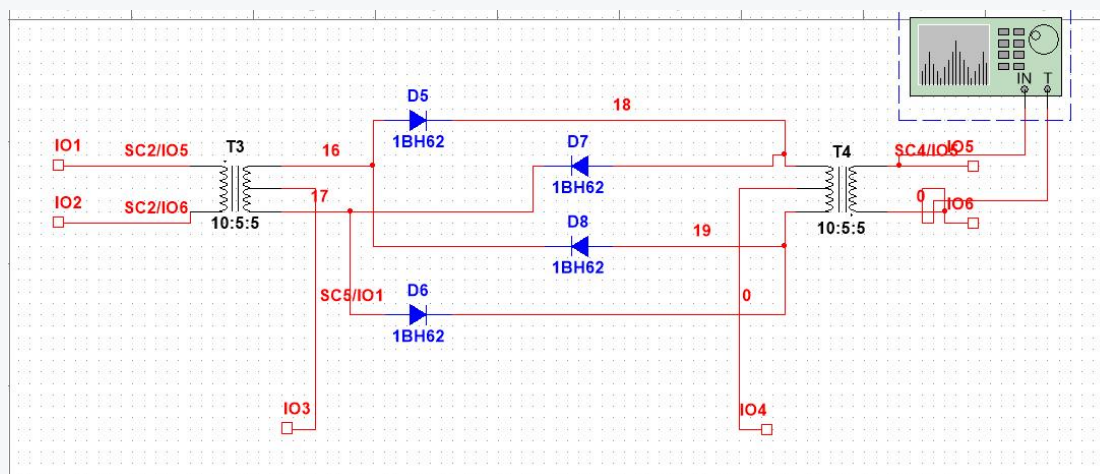 IN T
D5
18
1BH62
IO1
SC2/IO5
T3
16
D7
T4
SC4/IO5
IO5
1BH62
IO2
SC2/IO6
17
0
IO6
10:5:5
D8
19
10:5:5
1BH62
SC5/IO1
D6
0
1BH62
IO3
IO4